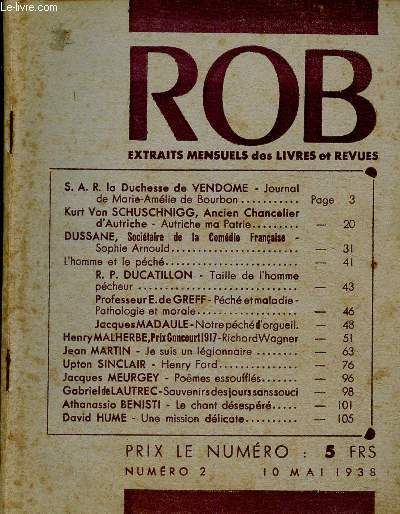 Le-livre.com
ROB
EXTRAITS MENSUELS des LIVRES et REVUES
S. A. R. la Duchesse de VENDOME - Journal
de Marie-Amélie de Bourbon ........... Page 3
Kurt Von SCHUSCHNIGG, Ancien Chancelier
d'Autriche - Autriche ma Patrie .......... — 20
DUSSANE, Sociétaire de la Comédie Française -
Sophie Arnould ........................ — 31
L'homme et le péché ..................... — 41
R. P. DUCATILLON - Taille de l'homme
pécheur ............................ — 43
Professeur E. de GREFF - Péché et maladie -
Pathologie et morale .................. — 46
Jacques MADAULE - Notre péché d'orgueil. — 48
Henry MALHERBE, Prix Goncourt 1917 - Richard Wagner — 51
Jean MARTIN - Je suis un légionnaire ........ — 63
Upton SINCLAIR - Henry Ford .............. — 76
Jacques MEURGEY - Poèmes essoufflés ...... — 96
Gabriel de LAUTREC - Souvenirs des jours sans souci — 98
Athanassio BENISTI - Le chant désespéré ..... — 101
David HUME - Une mission délicate .......... — 105
PRIX LE NUMÉRO : 5 FRS
NUMÉRO 2 10 MAI 1938